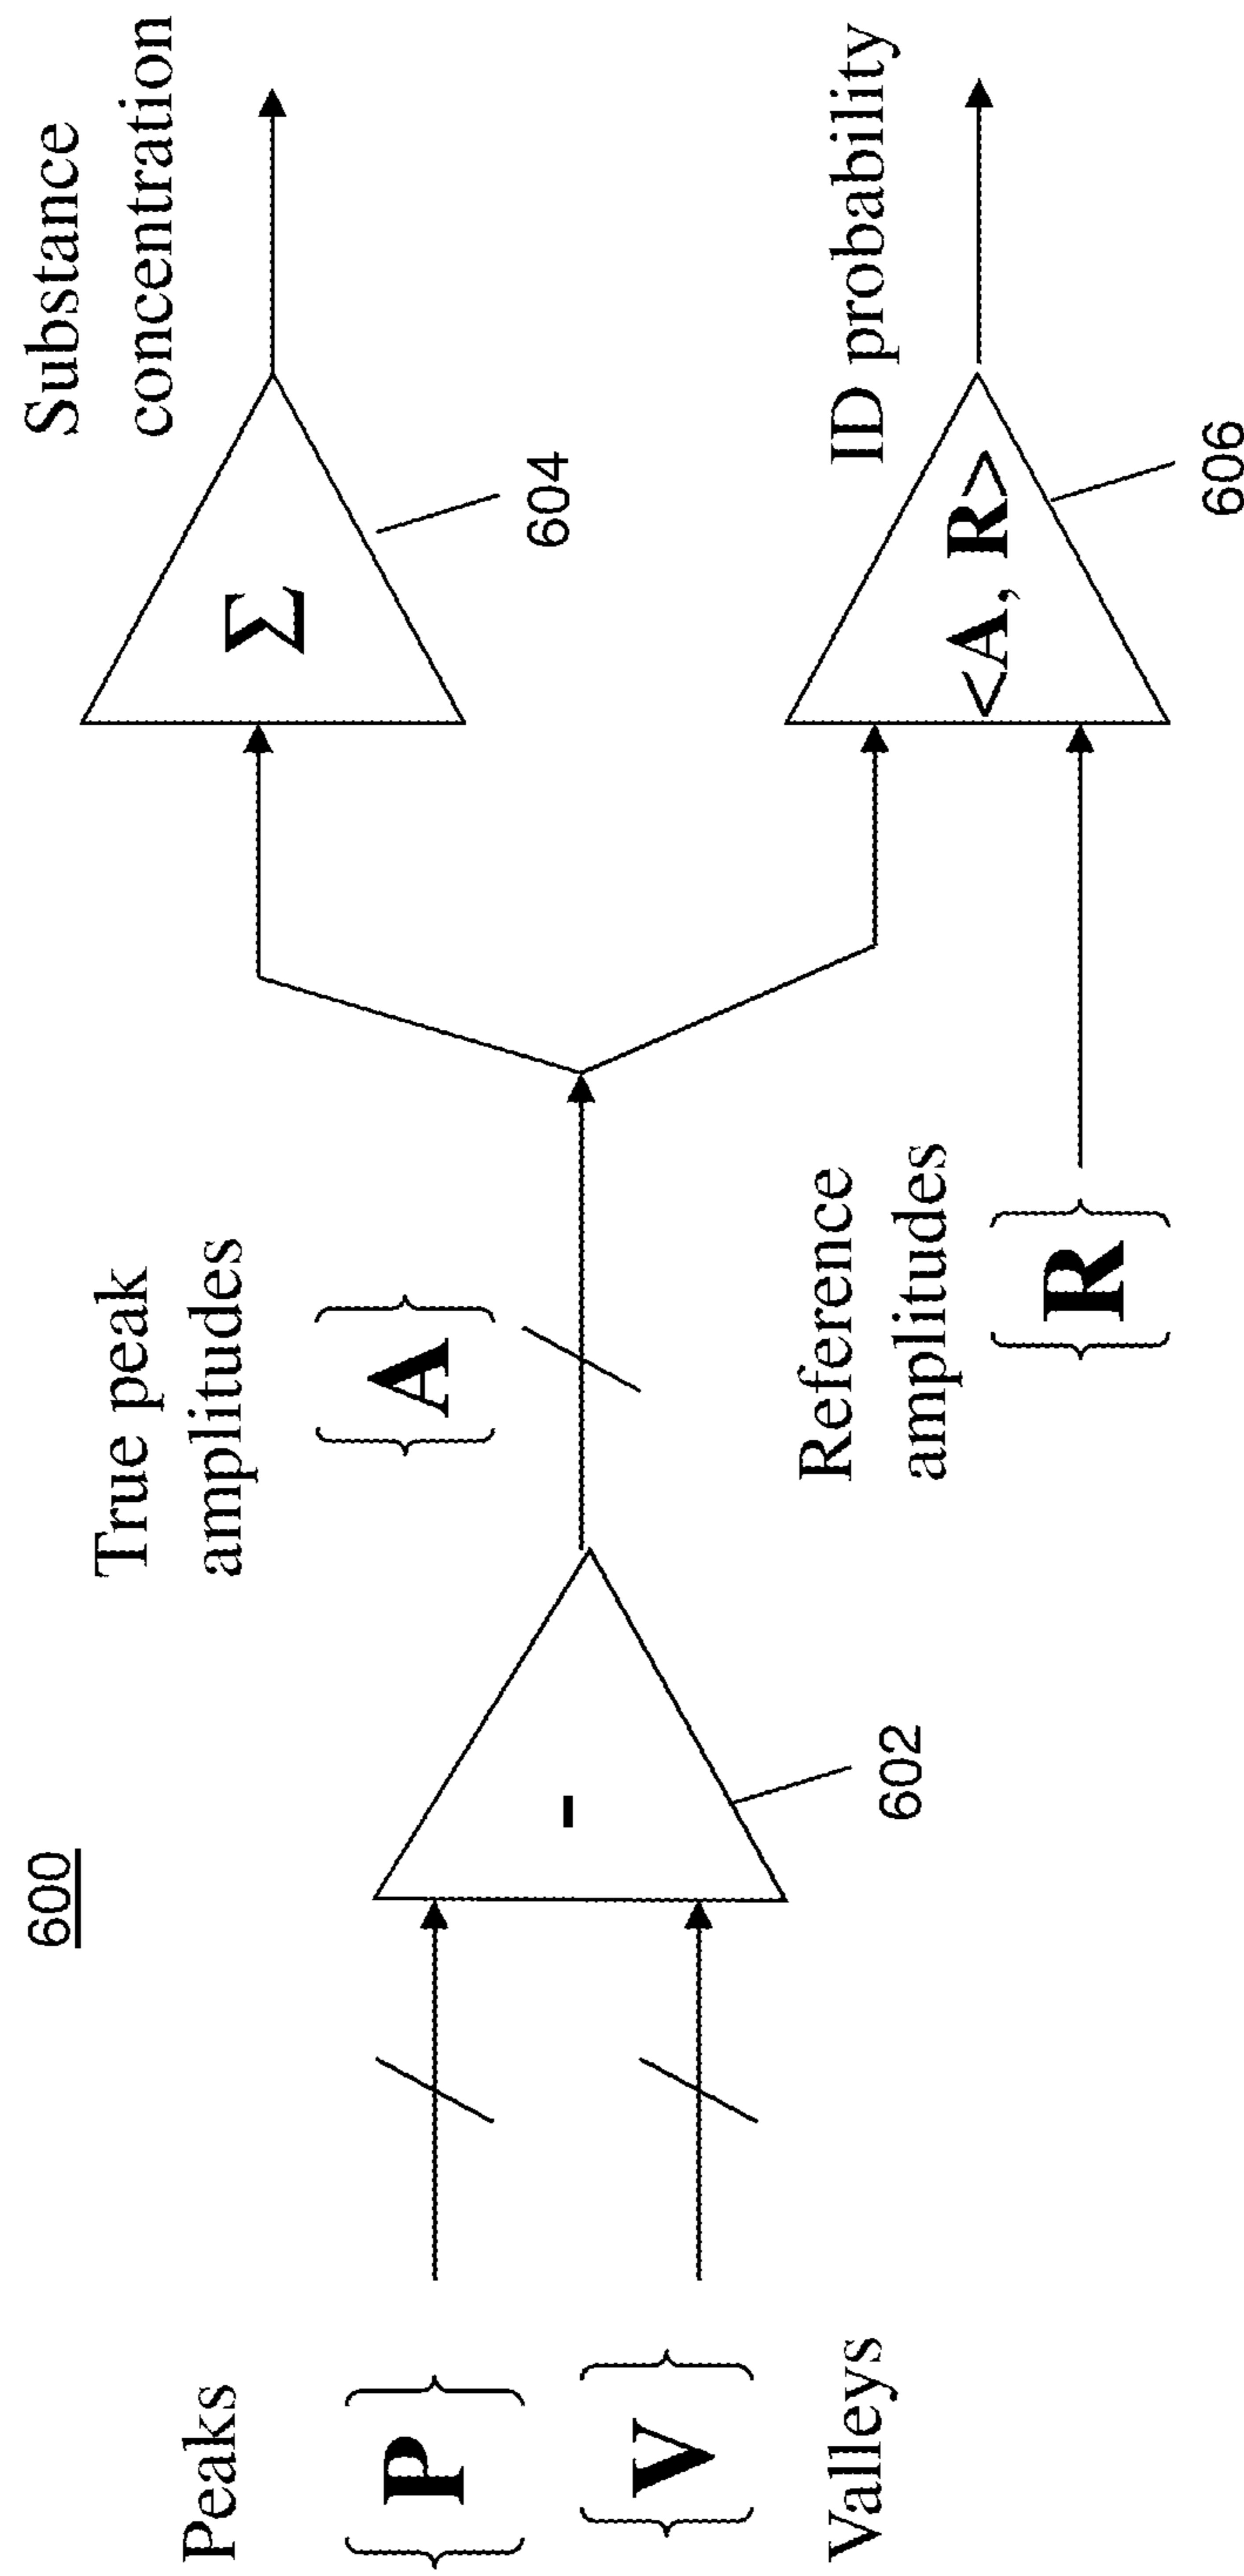 600
Peaks
{P}
{V}
Valleys
-
602
True peak
amplitudes
{A}
Reference
amplitudes
{R}
Σ
604
Substance
concentration
<A, R>
606
ID probability